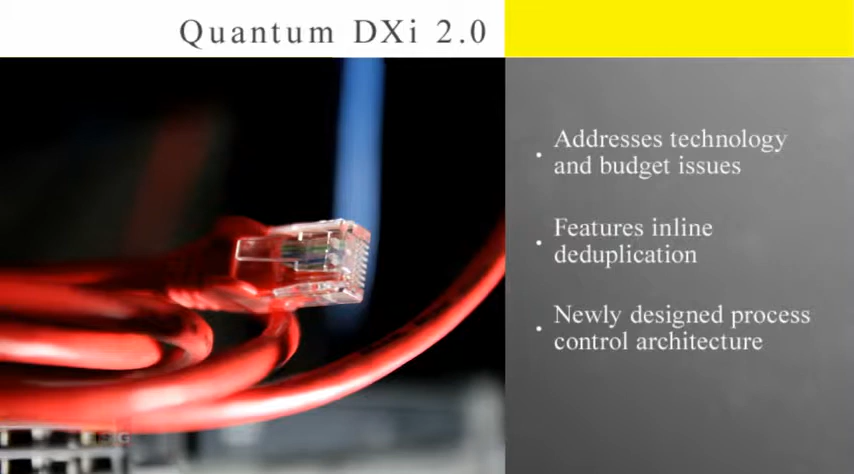 Quantum DXi 2.0
• Addresses technology
and budget issues
• Features inline
deduplication
• Newly designed process
control architecture